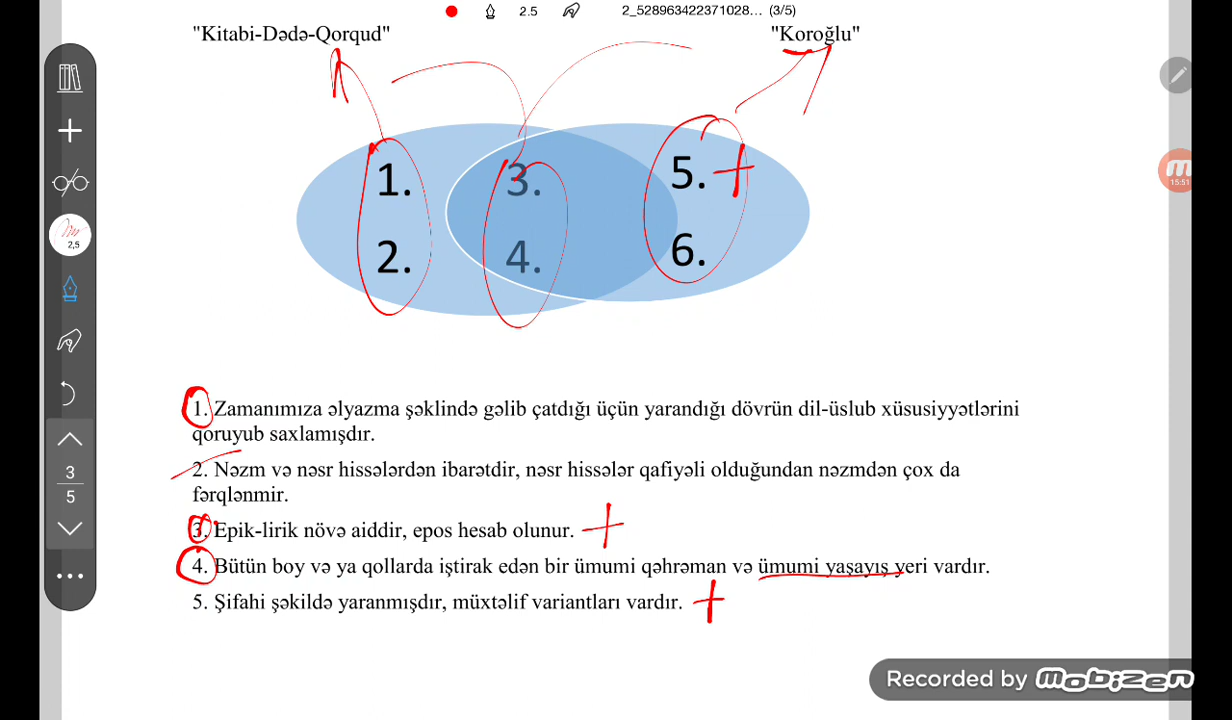 2.5 2_528963422371028... (3/5)
"Kitabi-Dədə-Qorqud" "Koroğlu"
1. 3. 5.
2. 4. 6.
2,5
15:51
3
5
1. Zamanımıza əlyazma şəklində gəlib çatdığı üçün yarandığı dövrün dil-üslub xüsusiyyətlərini
qoruyub saxlamışdır.
2. Nəzm və nəsr hissələrdən ibarətdir, nəsr hissələr qafiyəli olduğundan nəzmdən çox da
fərqlənmir.
3. Epik-lirik növə aiddir, epos hesab olunur.
4. Bütün boy və ya qollarda iştirak edən bir ümumi qəhrəman və ümumi yaşayış yeri vardır.
5. Şifahi şəkildə yaranmışdır, müxtəlif variantları vardır.
Recorded by mobizen